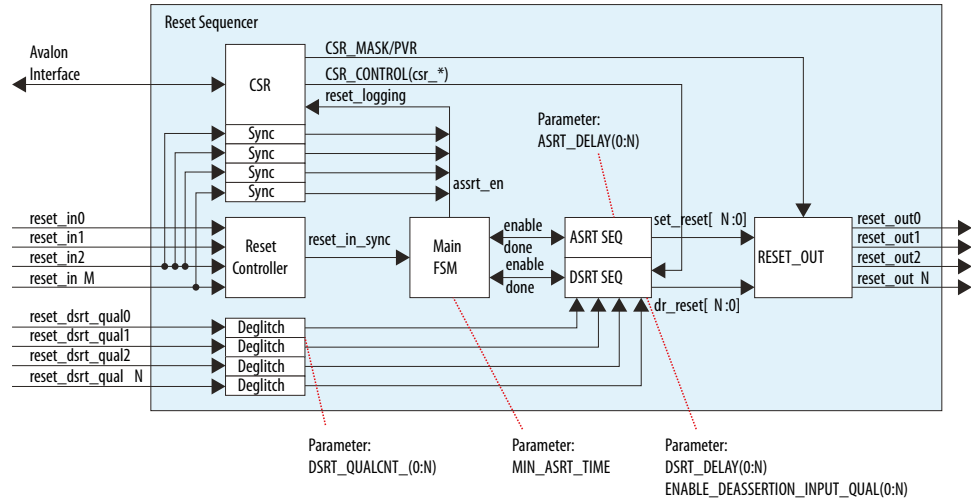 Reset Sequencer
Avalon
Interface
CSR
CSR_MASK/PVR
CSR_CONTROL(csr_*)
reset_logging
Sync
Sync
Sync
Sync
assrt_en
Parameter:
ASRT_DELAY(0:N)
reset_in0
reset_in1
reset_in2
reset_in M
Reset
Controller
reset_in_sync
Main
FSM
enable
done
enable
done
ASRT SEQ
DSRT SEQ
set_reset[ N:0]
dr_reset[ N:0]
RESET_OUT
reset_out0
reset_out1
reset_out2
reset_out N
reset_dsrt_qual0
reset_dsrt_qual1
reset_dsrt_qual2
reset_dsrt_qual N
Deglitch
Deglitch
Deglitch
Deglitch
Parameter:
DSRT_QUALCNT_(0:N)
Parameter:
MIN_ASRT_TIME
Parameter:
DSRT_DELAY(0:N)
ENABLE_DEASSERTION_INPUT_QUAL(0:N)